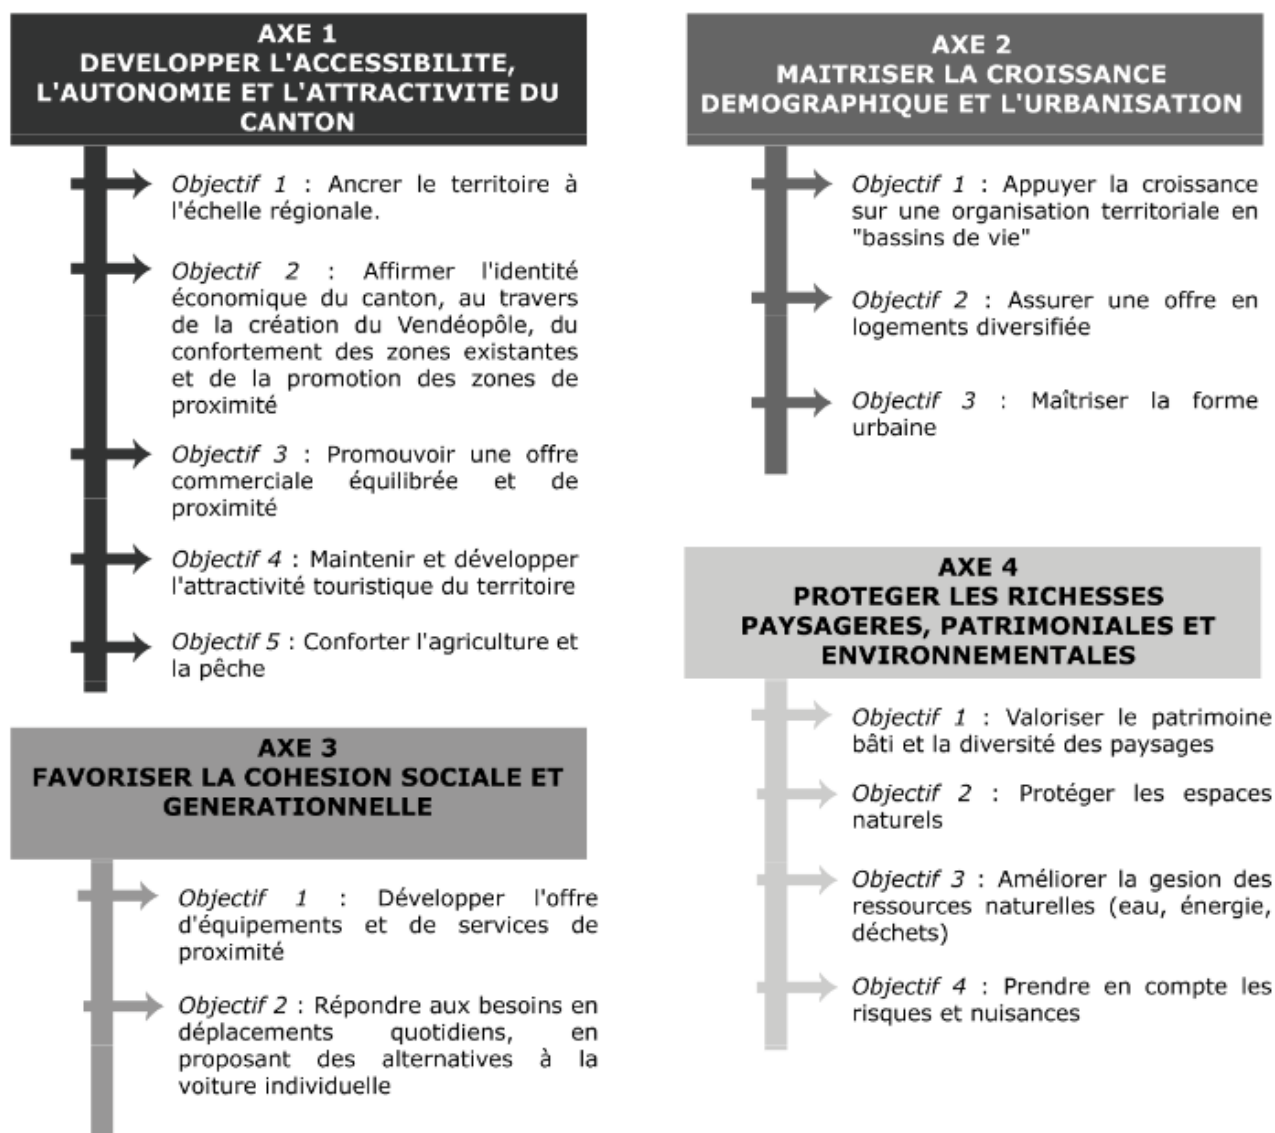 AXE 1
DEVELOPPER L'ACCESSIBILITE,
L'AUTONOMIE ET L'ATTRACTIVITE DU
CANTON
Objectif 1 : Ancrer le territoire à
l'échelle régionale.
Objectif 2 : Affirmer l'identité
économique du canton, au travers
de la création du Vendéopôle, du
confortement des zones existantes
et de la promotion des zones de
proximité
Objectif 3 : Promouvoir une offre
commerciale équilibrée et de
proximité
Objectif 4 : Maintenir et développer
l'attractivité touristique du territoire
Objectif 5 : Conforter l'agriculture et
la pêche
AXE 2
MAITRISER LA CROISSANCE
DEMOGRAPHIQUE ET L'URBANISATION
Objectif 1 : Appuyer la croissance
sur une organisation territoriale en
"bassins de vie"
Objectif 2 : Assurer une offre en
logements diversifiée
Objectif 3 : Maîtriser la forme
urbaine
AXE 3
FAVORISER LA COHESION SOCIALE ET
GENERATIONNELLE
Objectif 1 : Développer l'offre
d'équipements et de services de
proximité
Objectif 2 : Répondre aux besoins en
déplacements quotidiens, en
proposant des alternatives à la
voiture individuelle
AXE 4
PROTEGER LES RICHESSES
PAYSAGERES, PATRIMONIALES ET
ENVIRONNEMENTALES
Objectif 1 : Valoriser le patrimoine
bâti et la diversité des paysages
Objectif 2 : Protéger les espaces
naturels
Objectif 3 : Améliorer la gesion des
ressources naturelles (eau, énergie,
déchets)
Objectif 4 : Prendre en compte les
risques et nuisances